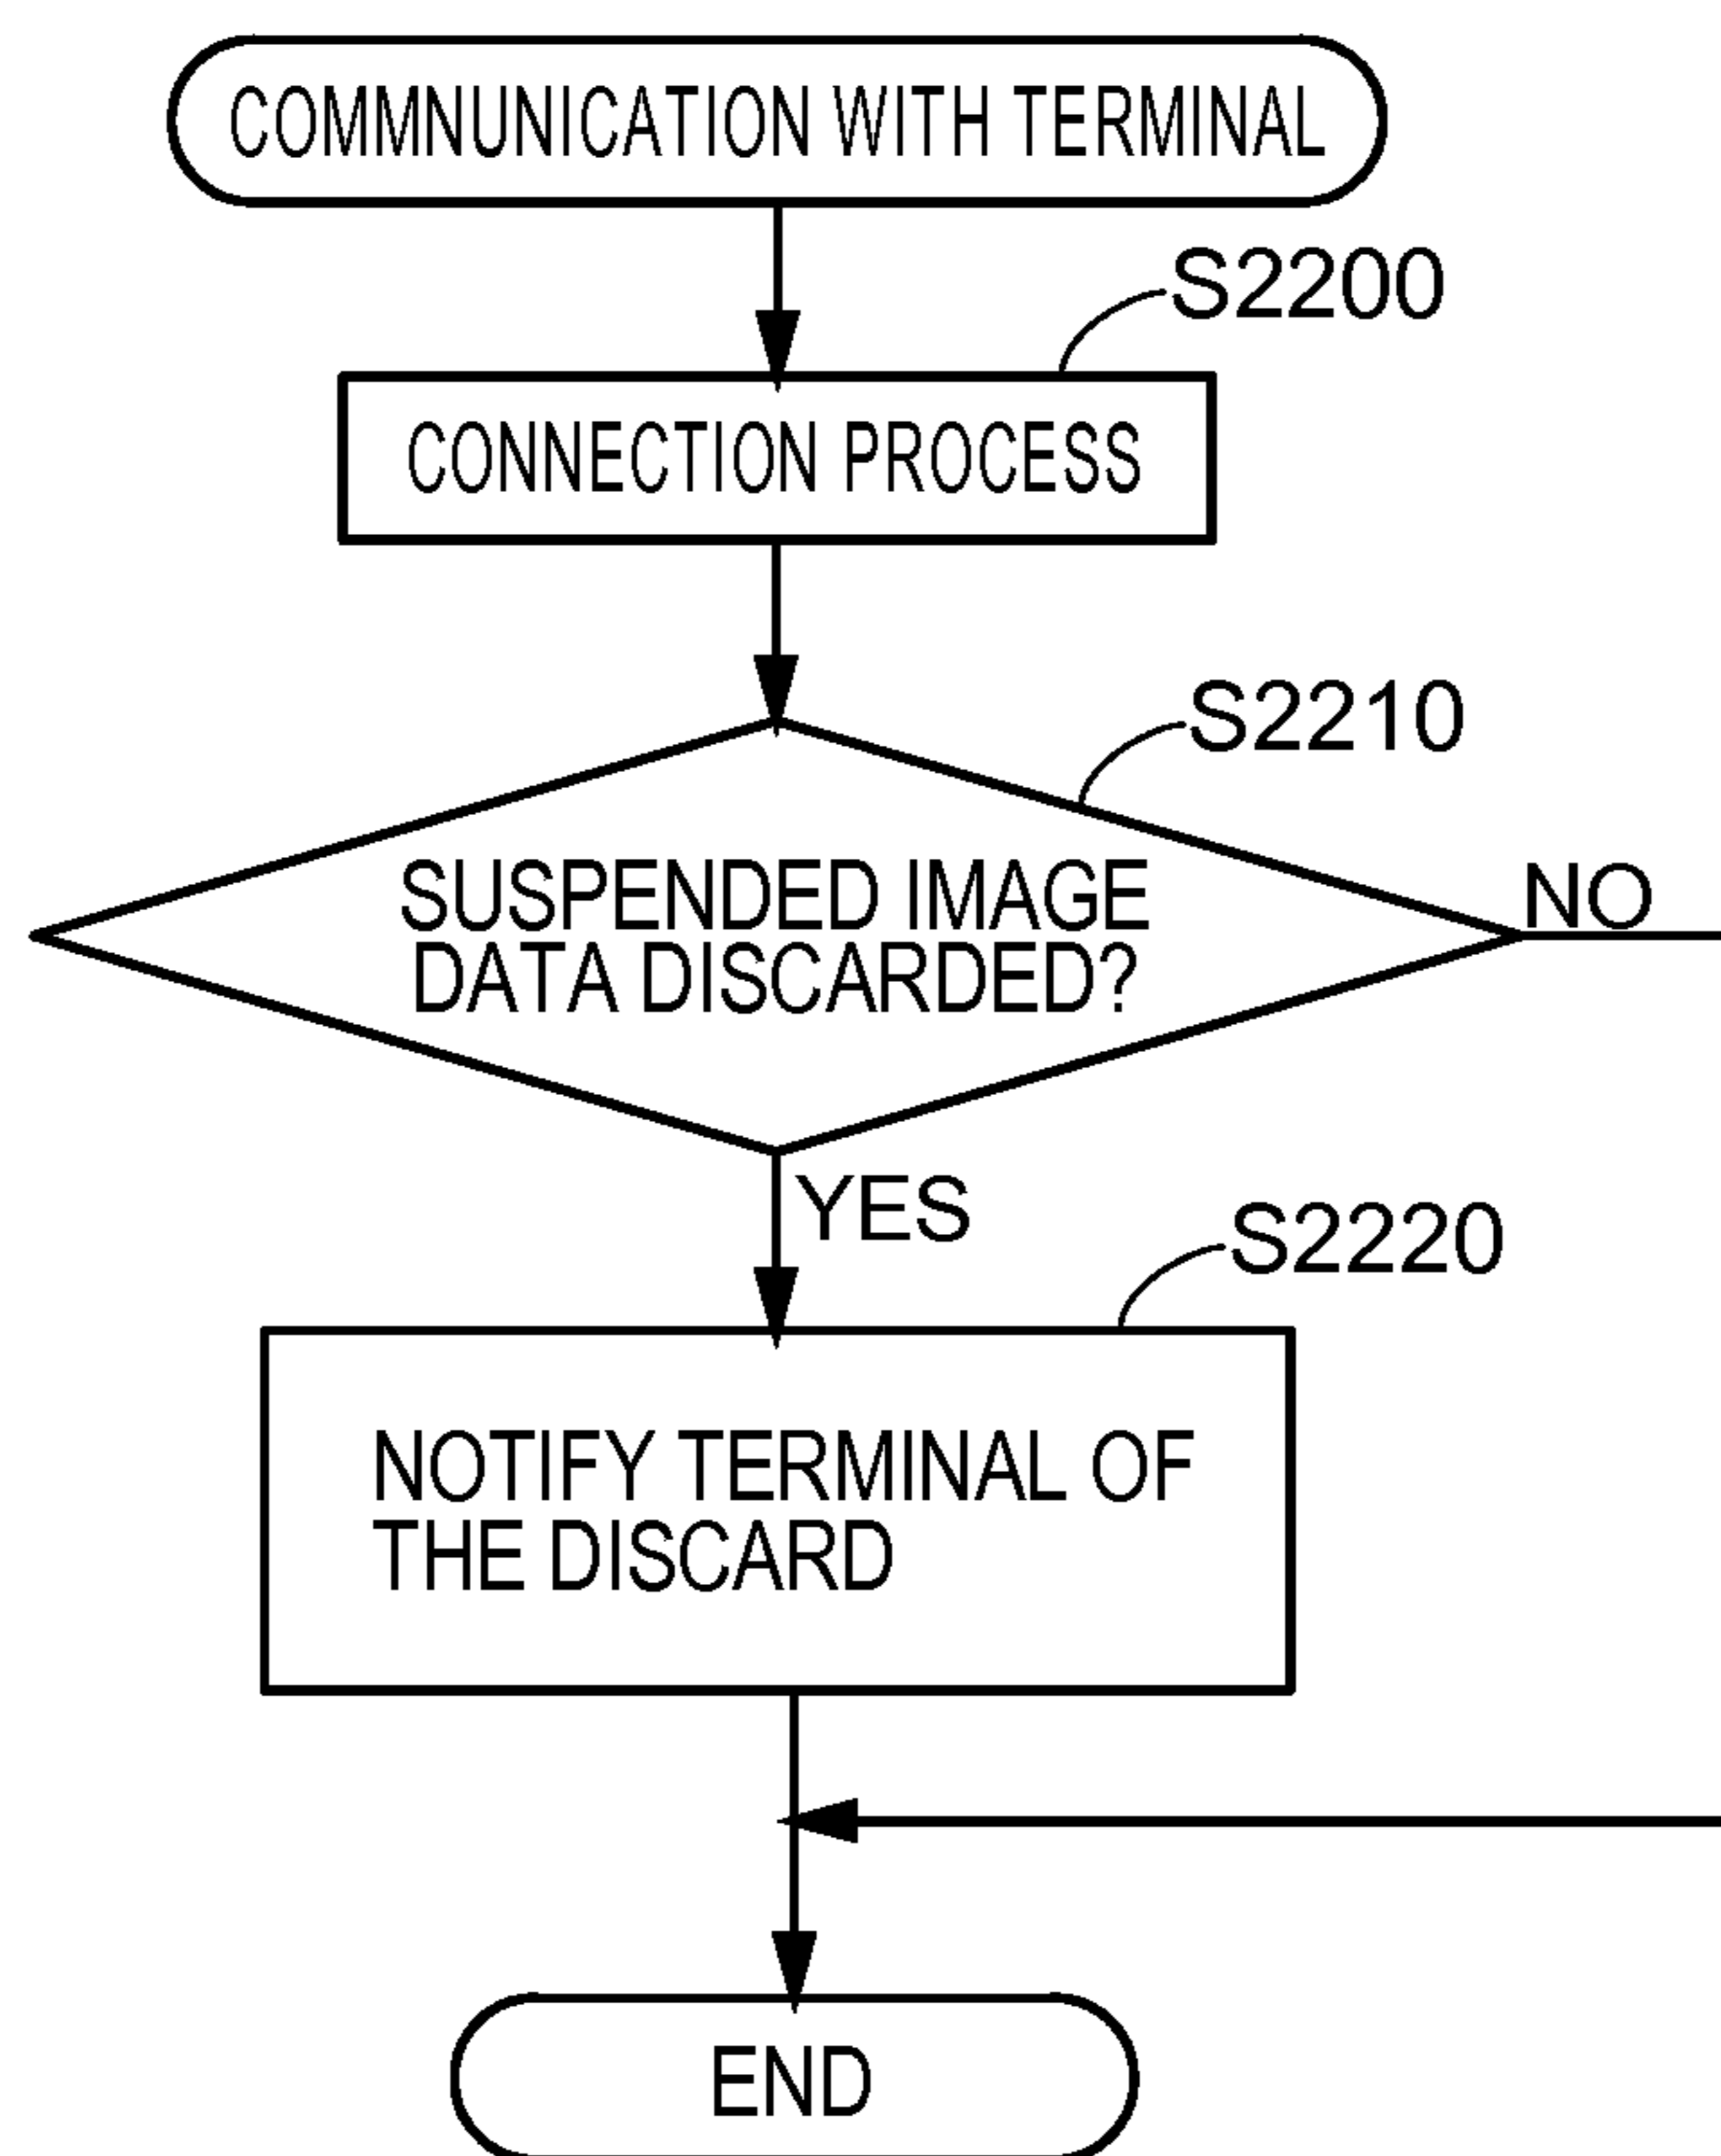 COMMNUNICATION WITH TERMINAL
S2200
CONNECTION PROCESS
S2210
SUSPENDED IMAGE
DATA DISCARDED?
NO
YES
S2220
NOTIFY TERMINAL OF
THE DISCARD
END